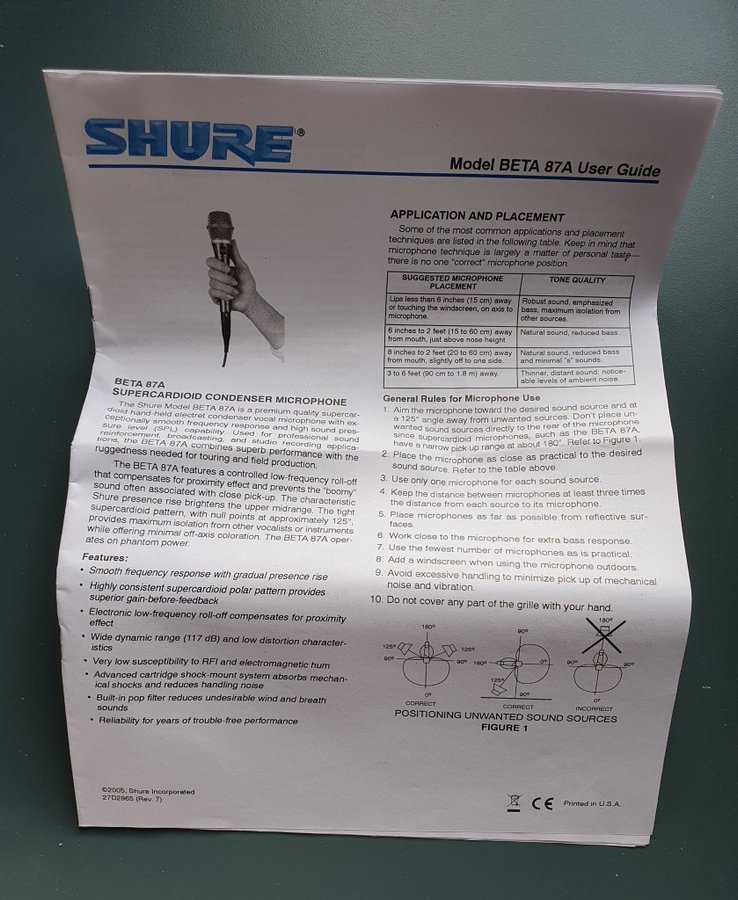 SHURE®
Model BETA 87A User Guide
BETA 87A
SUPERCARDIOID CONDENSER MICROPHONE
The Shure Model BETA 87A is a premium quality supercar-
dioid hand-held electret condenser vocal microphone with ex-
ceptionally smooth frequency response and high sound pres-
sure level (SPL) capability. Used for professional sound
reinforcement, broadcasting, and studio recording applica-
tions, the BETA 87A combines superb performance with the
ruggedness needed for touring and field production.
The BETA 87A features a controlled low-frequency roll-off
that compensates for proximity effect and prevents the "boomy"
sound often associated with close pick-up. The characteristic
Shure presence rise brightens the upper midrange. The tight
supercardioid pattern, with null points at approximately 125°,
provides maximum isolation from other vocalists or instruments
while offering minimal off-axis coloration. The BETA 87A oper-
ates on phantom power.
Features:
• Smooth frequency response with gradual presence rise
• Highly consistent supercardioid polar pattern provides
superior gain-before-feedback
• Electronic low-frequency roll-off compensates for proximity
effect
• Wide dynamic range (117 dB) and low distortion character-
istics
• Very low susceptibility to RFI and electromagnetic hum
• Advanced cartridge shock-mount system absorbs mechan-
ical shocks and reduces handling noise
• Built-in pop filter reduces undesirable wind and breath
sounds
• Reliability for years of trouble-free performance
©2005, Shure Incorporated
27D2965 (Rev. 7)
APPLICATION AND PLACEMENT
Some of the most common applications and placement
techniques are listed in the following table. Keep in mind that
microphone technique is largely a matter of personal taste—
there is no one "correct" microphone position.
SUGGESTED MICROPHONE PLACEMENT
TONE QUALITY
Lips less than 6 inches (15 cm) away
or touching the windscreen, on axis to
microphone.
Robust sound, emphasized
bass, maximum isolation from
other sources.
6 inches to 2 feet (15 to 60 cm) away
from mouth, just above nose height.
Natural sound, reduced bass.
8 inches to 2 feet (20 to 60 cm) away
from mouth, slightly off to one side.
Natural sound, reduced bass
and minimal "s" sounds.
3 to 6 feet (90 cm to 1.8 m) away.
Thinner, distant sound; notice-
able levels of ambient noise.
General Rules for Microphone Use
1. Aim the microphone toward the desired sound source and at
a 125° angle away from unwanted sources. Don't place un-
wanted sound sources directly to the rear of the microphone
since supercardioid microphones, such as the BETA 87A,
have a narrow pick up range at about 180°. Refer to Figure 1.
2. Place the microphone as close as practical to the desired
sound source. Refer to the table above.
3. Use only one microphone for each sound source.
4. Keep the distance between microphones at least three times
the distance from each source to its microphone.
5. Place microphones as far as possible from reflective sur-
faces.
6. Work close to the microphone for extra bass response.
7. Use the fewest number of microphones as is practical.
8. Add a windscreen when using the microphone outdoors.
9. Avoid excessive handling to minimize pick up of mechanical
noise and vibration.
10. Do not cover any part of the grille with your hand.
180°
125°
125°
90°
90°
0°
CORRECT
90°
180°
0°
125°
90°
CORRECT
180°
90°
90°
0°
INCORRECT
POSITIONING UNWANTED SOUND SOURCES
FIGURE 1
CE
Printed in U.S.A.